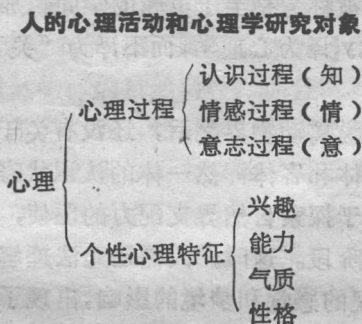 人的心理活动和心理学研究对象
认识过程（知）
心理过程 情感过程（情）
意志过程（意）
心理
兴趣
个性心理特征 能力
气质
性格